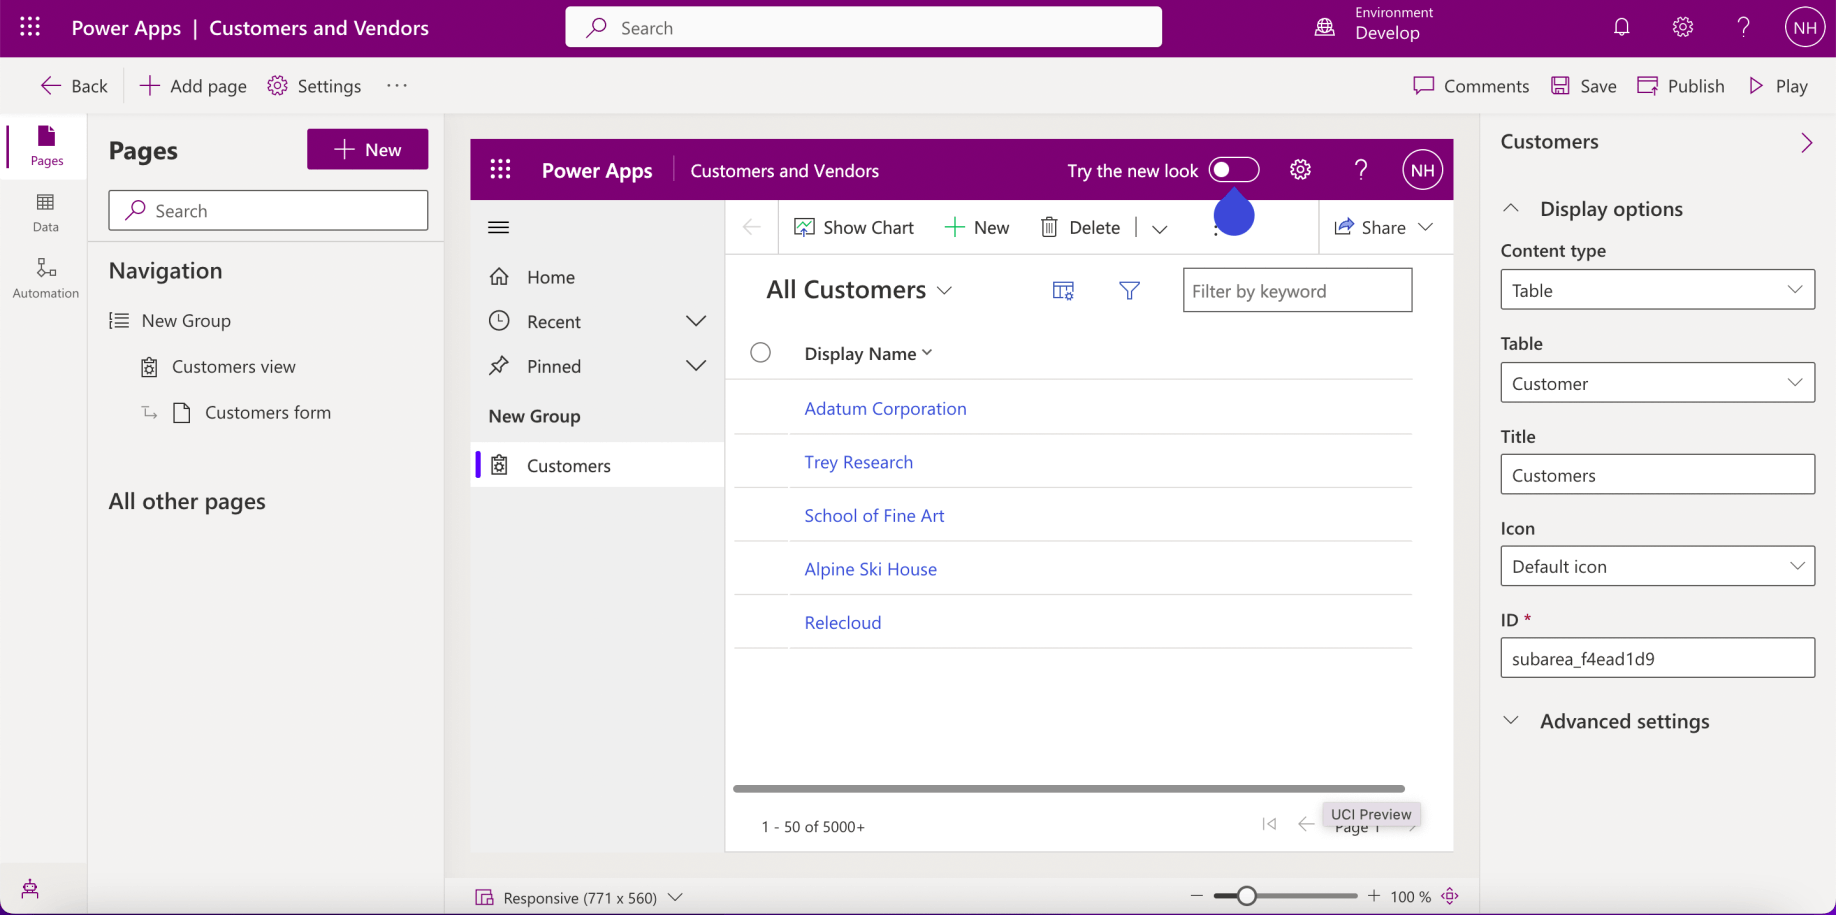 Power Apps | Customers and Vendors
Search
Environment
Develop
NH
Back
Add page
Settings
Comments
Save
Publish
Play
Pages
Data
Automation
Pages
New
Search
Navigation
New Group
Customers view
Customers form
All other pages
Power Apps
Customers and Vendors
Try the new look
NH
Home
Recent
Pinned
New Group
Customers
Show Chart
New
Delete
Share
All Customers
Filter by keyword
Display Name
Adatum Corporation
Trey Research
School of Fine Art
Alpine Ski House
Relecloud
1 - 50 of 5000+
UCI Preview
Page 1
Responsive (771 x 560)
100 %
Customers
Display options
Content type
Table
Table
Customer
Title
Customers
Icon
Default icon
ID *
subarea_f4ead1d9
Advanced settings